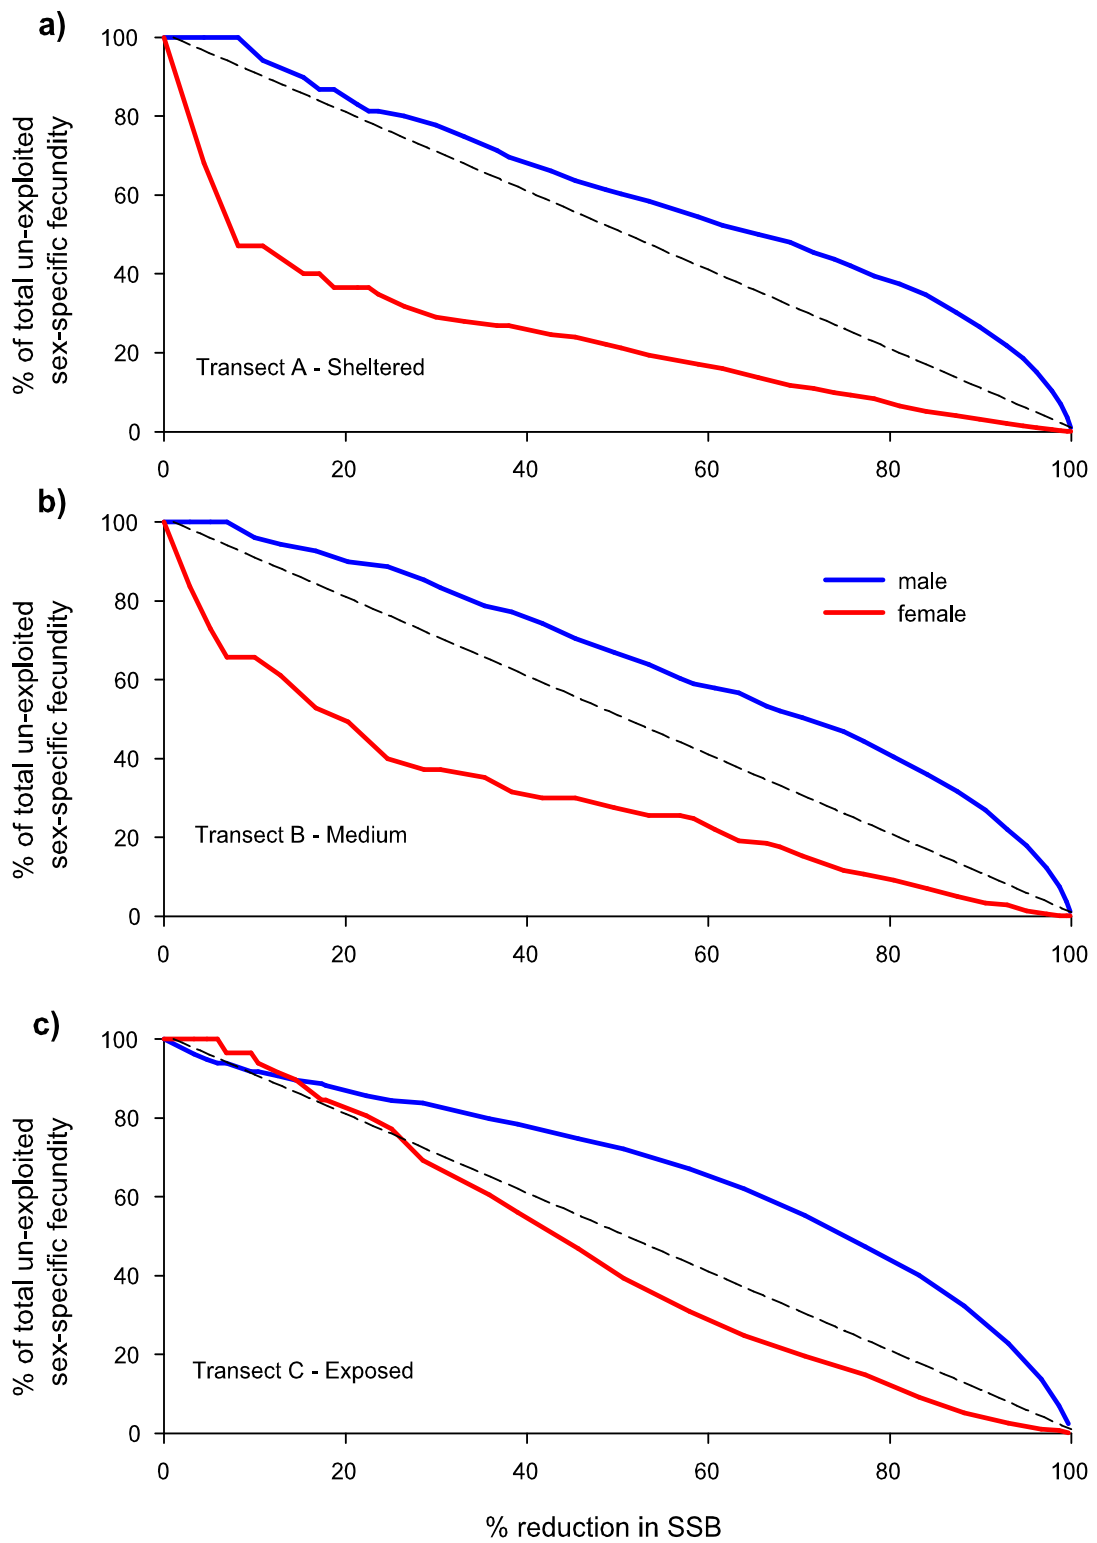 a)
100
80
60
40
20
0
% of total un-exploited
sex-specific fecundity
Transect A - Sheltered
0 20 40 60 80 100
b)
100
80
60
40
20
0
% of total un-exploited
sex-specific fecundity
male
female
Transect B - Medium
0 20 40 60 80 100
c)
100
80
60
40
20
0
% of total un-exploited
sex-specific fecundity
Transect C - Exposed
0 20 40 60 80 100
% reduction in SSB